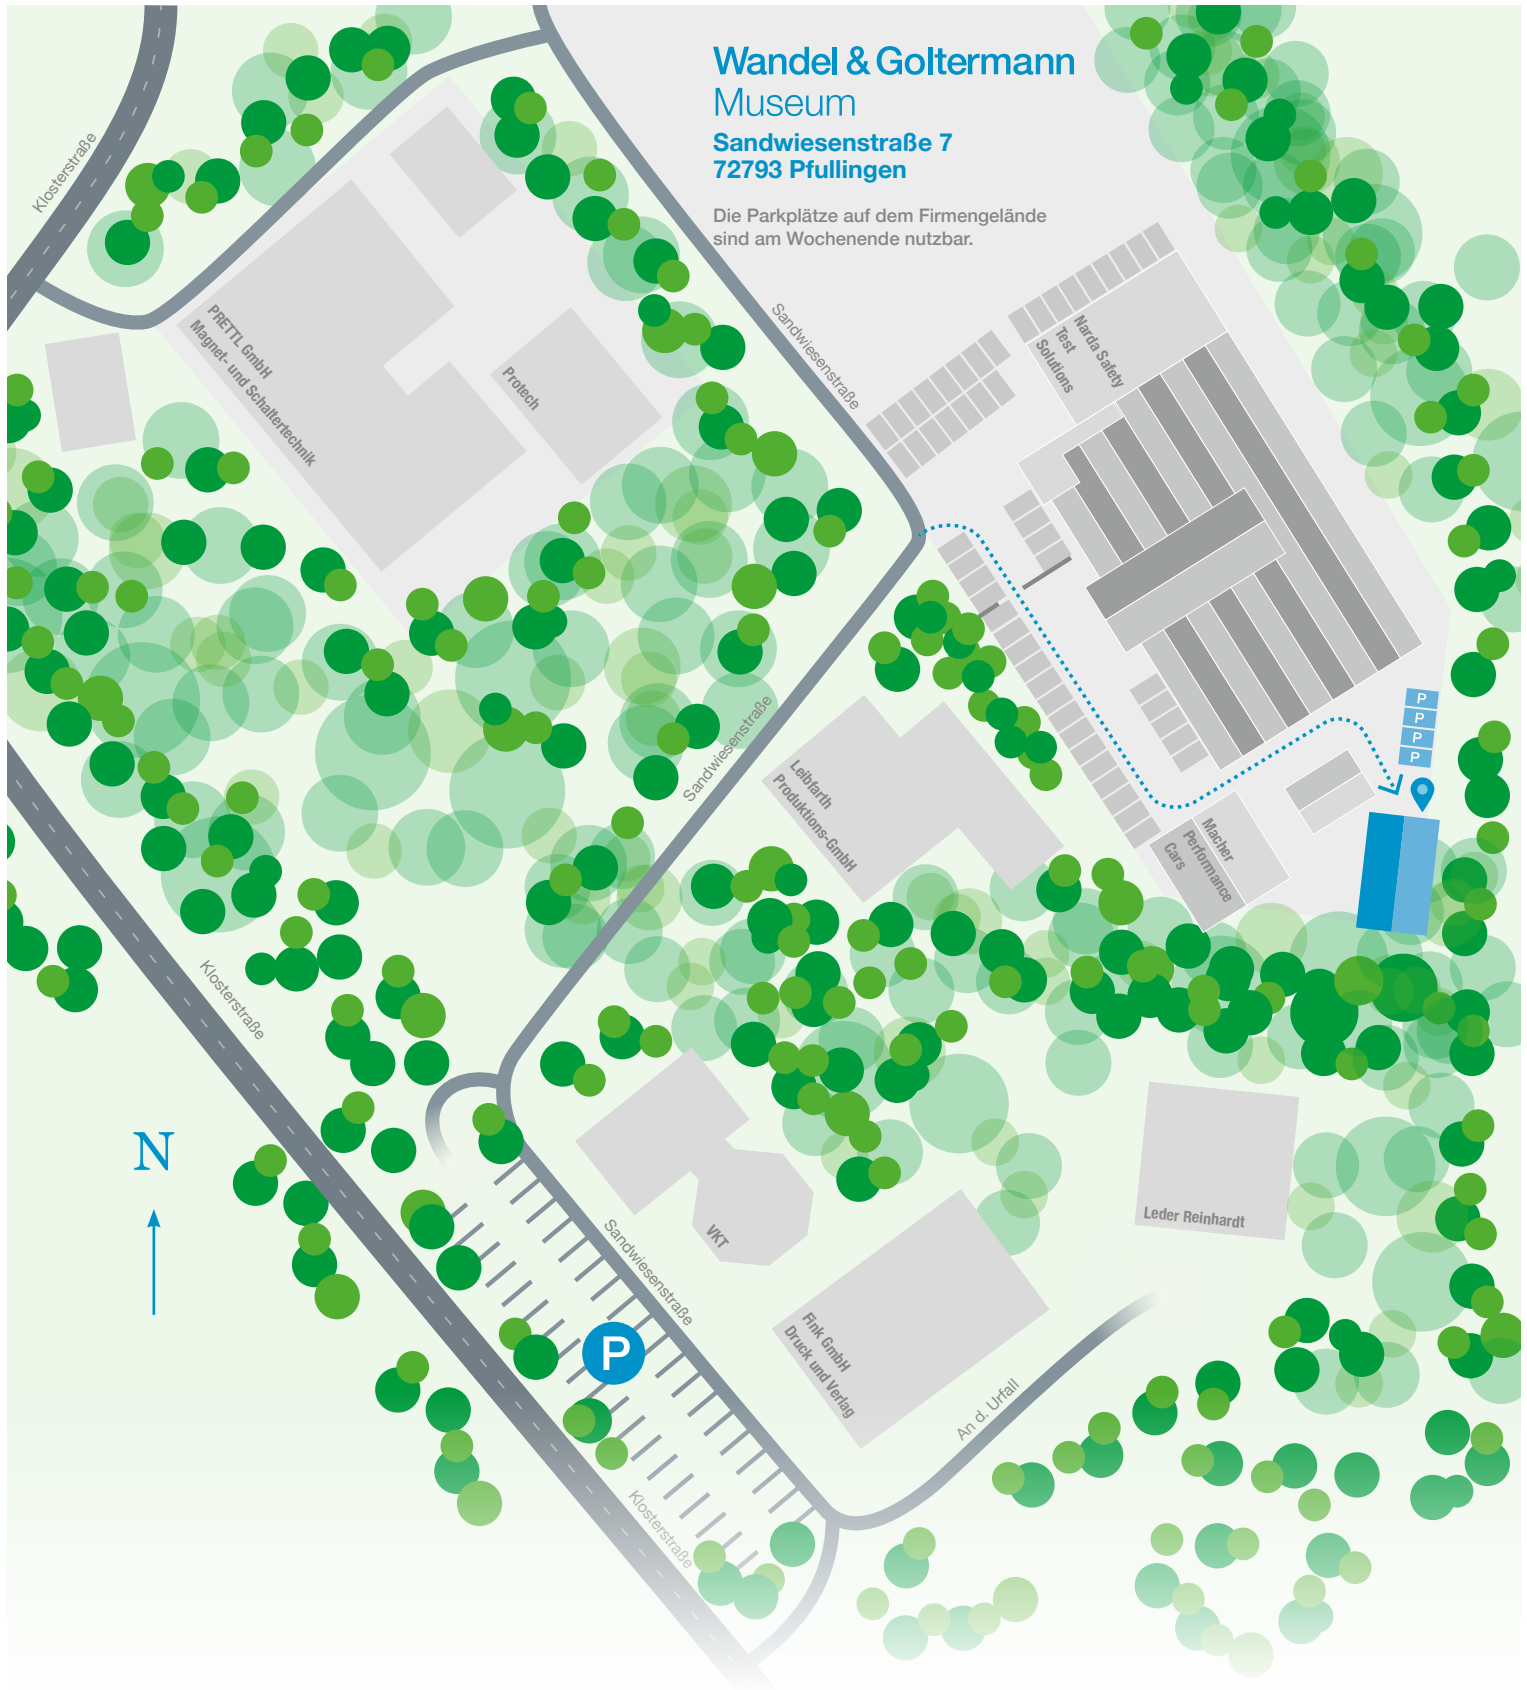 Wandel & Goltermann
Museum
Sandwiesenstraße 7
72793 Pfullingen
Die Parkplätze auf dem Firmengelände
sind am Wochenende nutzbar.
Klosterstraße
PRETTL GmbH
Magnet- und Schaltertechnik
Protech
Sandwiesenstraße
Narda Safety
Test
Solutions
Sandwiesenstraße
Leibfarth
Produktions-GmbH
P
P
P
P
Macher
Performance
Cars
Klosterstraße
N
Sandwiesenstraße
VKT
Leder Reinhardt
P
Fink GmbH
Druck und Verlag
An d. Urfall
Klosterstraße